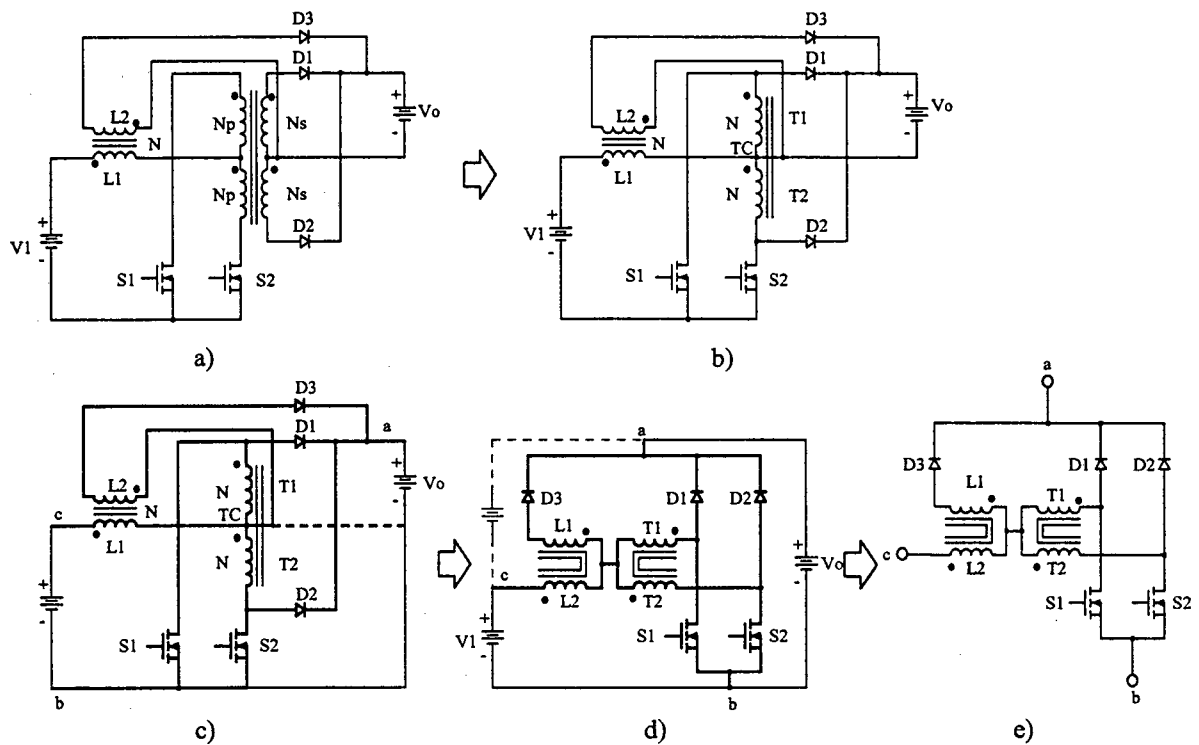 D3
D1
L2
N
Np
Ns
+
Vo
-
L1
Np
Ns
D2
+
V1
-
S1
S2
a)
D3
D1
L2
N
N
T1
+
Vo
-
TC
L1
N
T2
D2
+
V1
-
S1
S2
b)
D3
D1
a
L2
N
N
T1
+
Vo
-
c
TC
L1
N
T2
+
-
D2
S1
S2
b
c)
a
D3
D1
D2
L1
T1
+
Vo
-
c
L2
T2
+
V1
-
S1
S2
b
d)
a
D3
D1
D2
L1
T1
c
L2
T2
S1
S2
b
e)